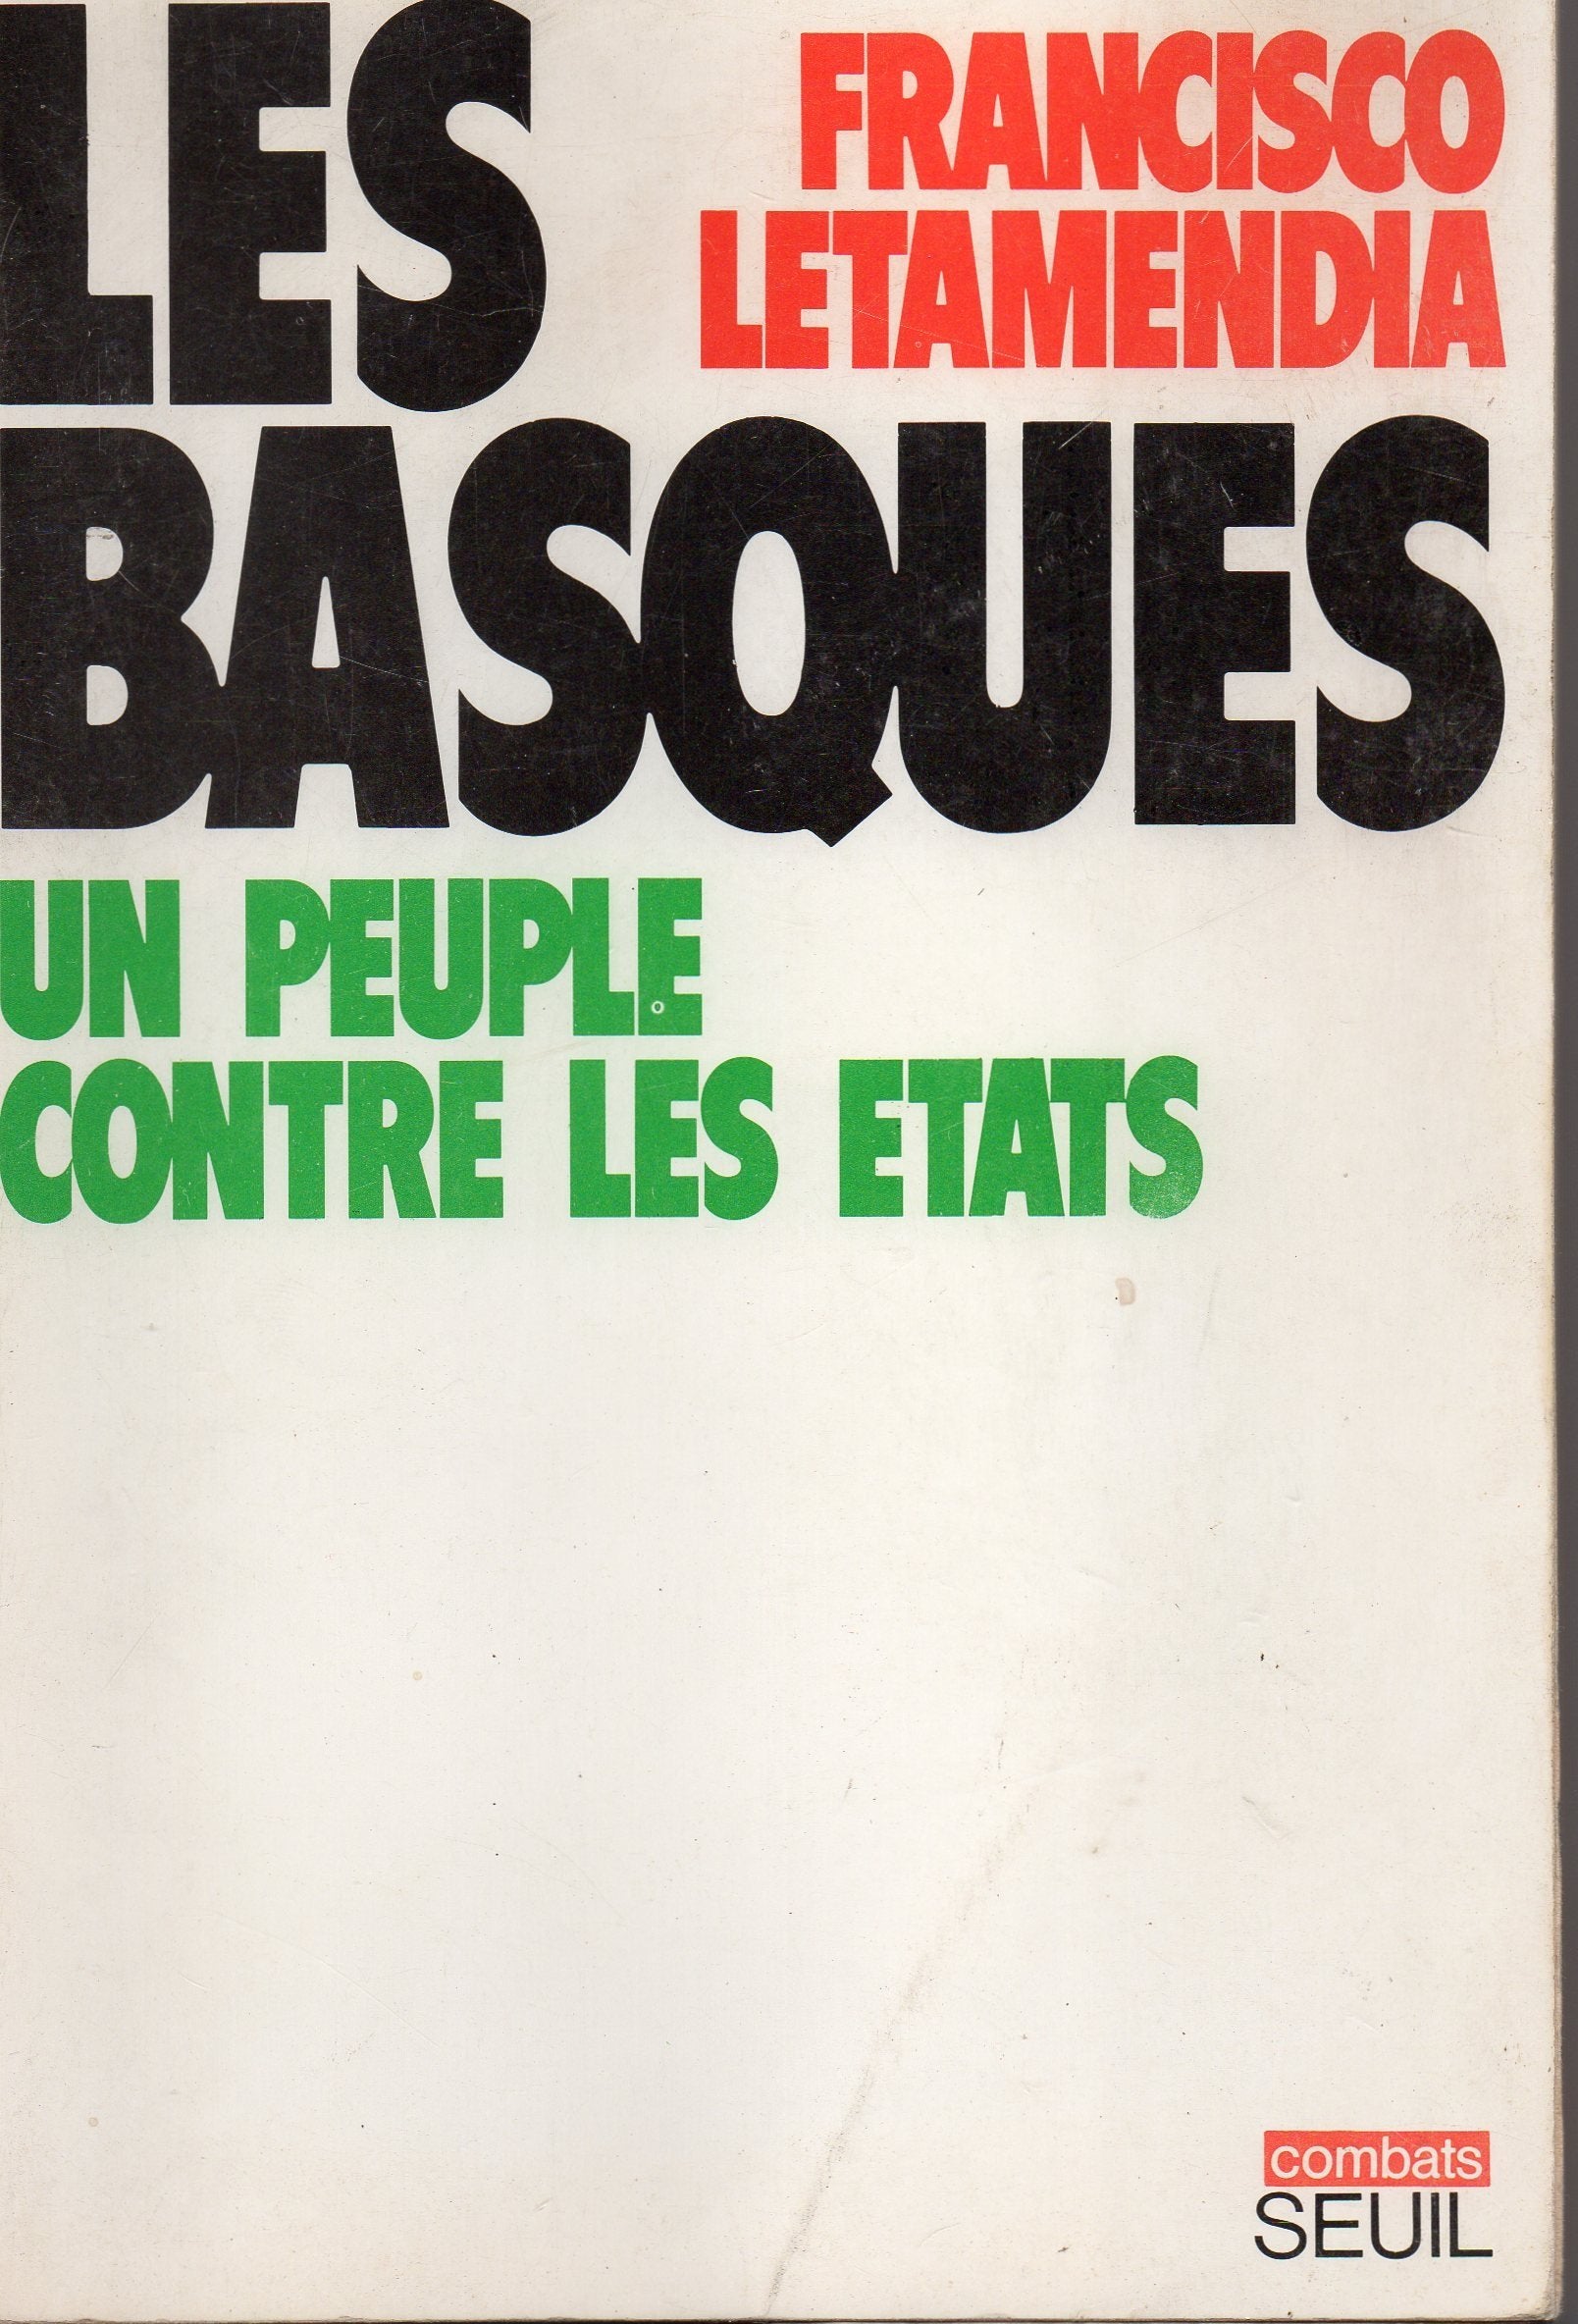 LES
FRANCISCO
LETAMENDIA
BASQUES
UN PEUPLE
CONTRE LES ETATS
combats
SEUIL